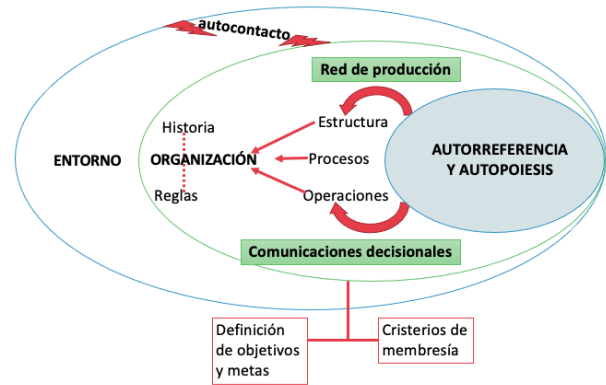 autocontacto
Red de producción
Historia
Estructura
ENTORNO
ORGANIZACIÓN
Procesos
AUTORREFERENCIA
Y AUTOPOIESIS
Reglas
Operaciones
Comunicaciones decisionales
Definición
de objetivos
y metas
Cristerios de
membresía